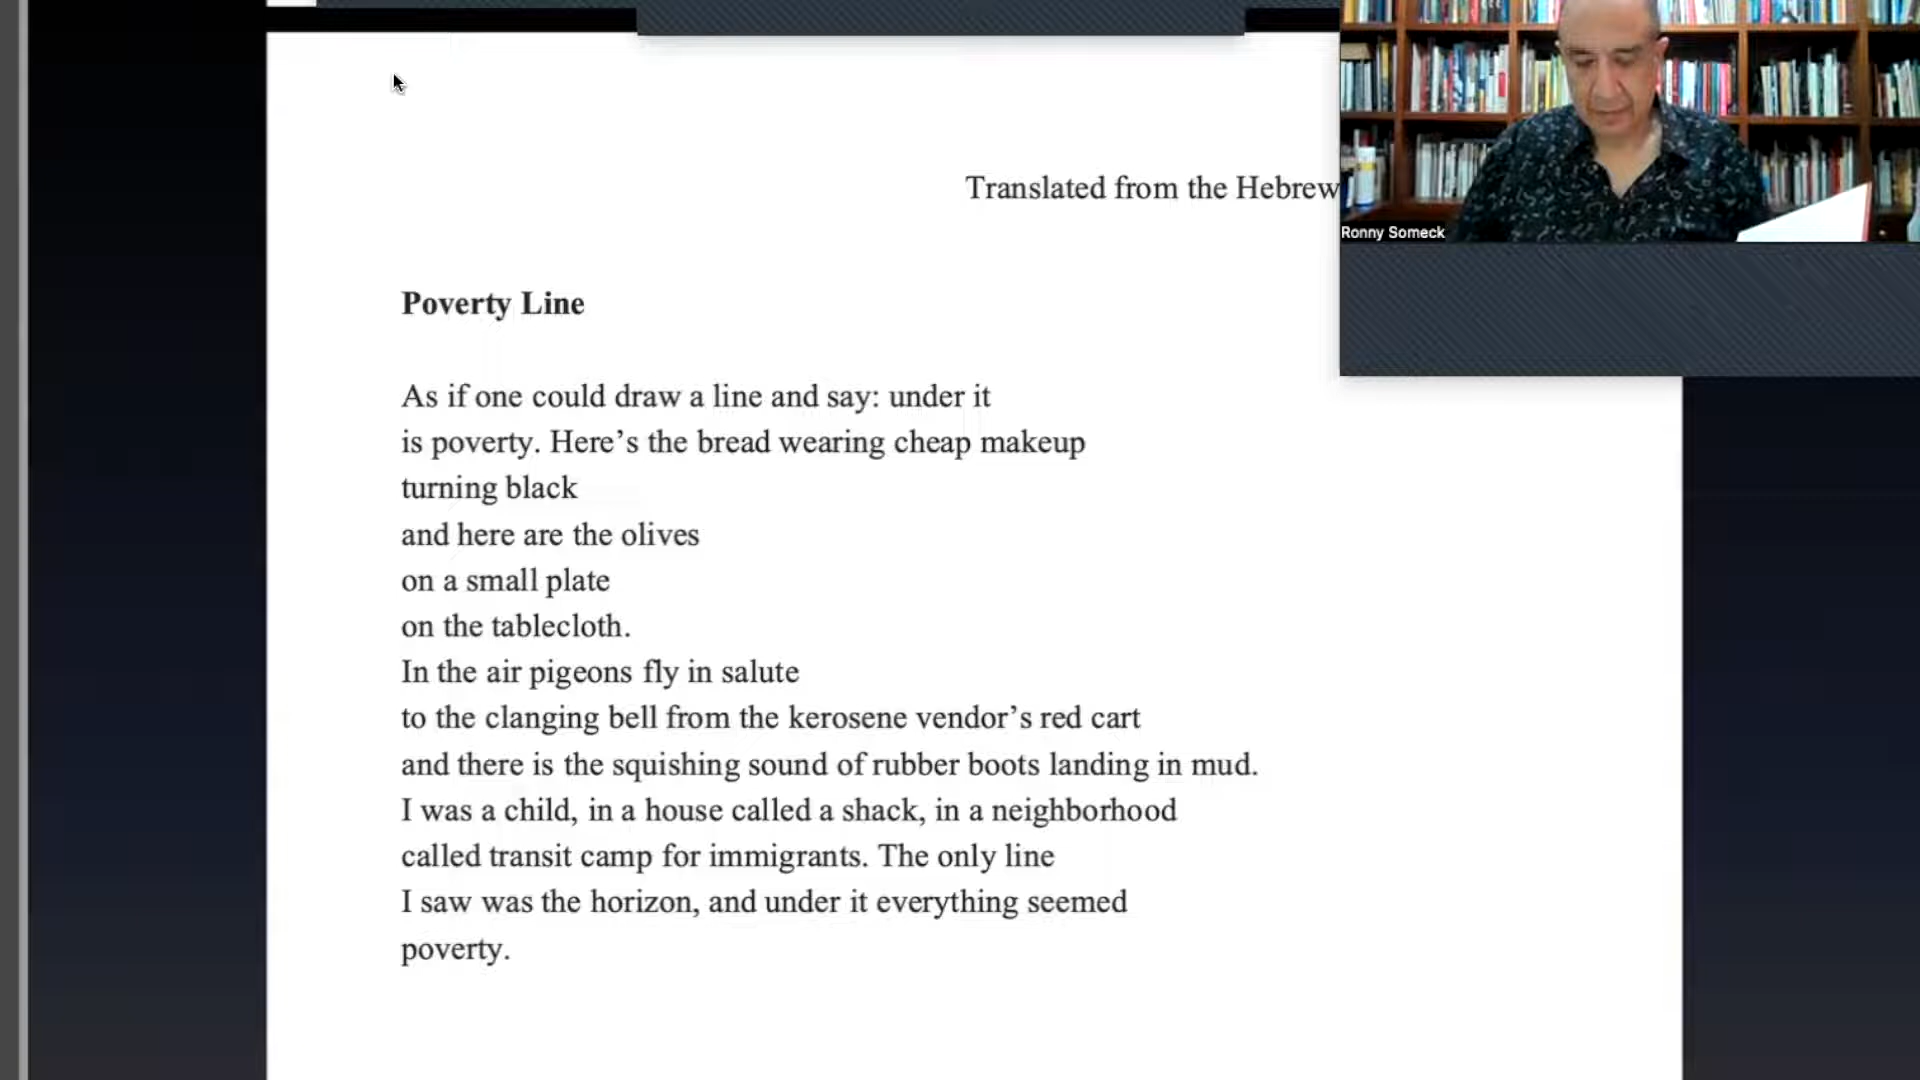 Translated from the Hebrew
Ronny Someck
Poverty Line
As if one could draw a line and say: under it
is poverty. Here’s the bread wearing cheap makeup
turning black
and here are the olives
on a small plate
on the tablecloth.
In the air pigeons fly in salute
to the clanging bell from the kerosene vendor’s red cart
and there is the squishing sound of rubber boots landing in mud.
I was a child, in a house called a shack, in a neighborhood
called transit camp for immigrants. The only line
I saw was the horizon, and under it everything seemed
poverty.